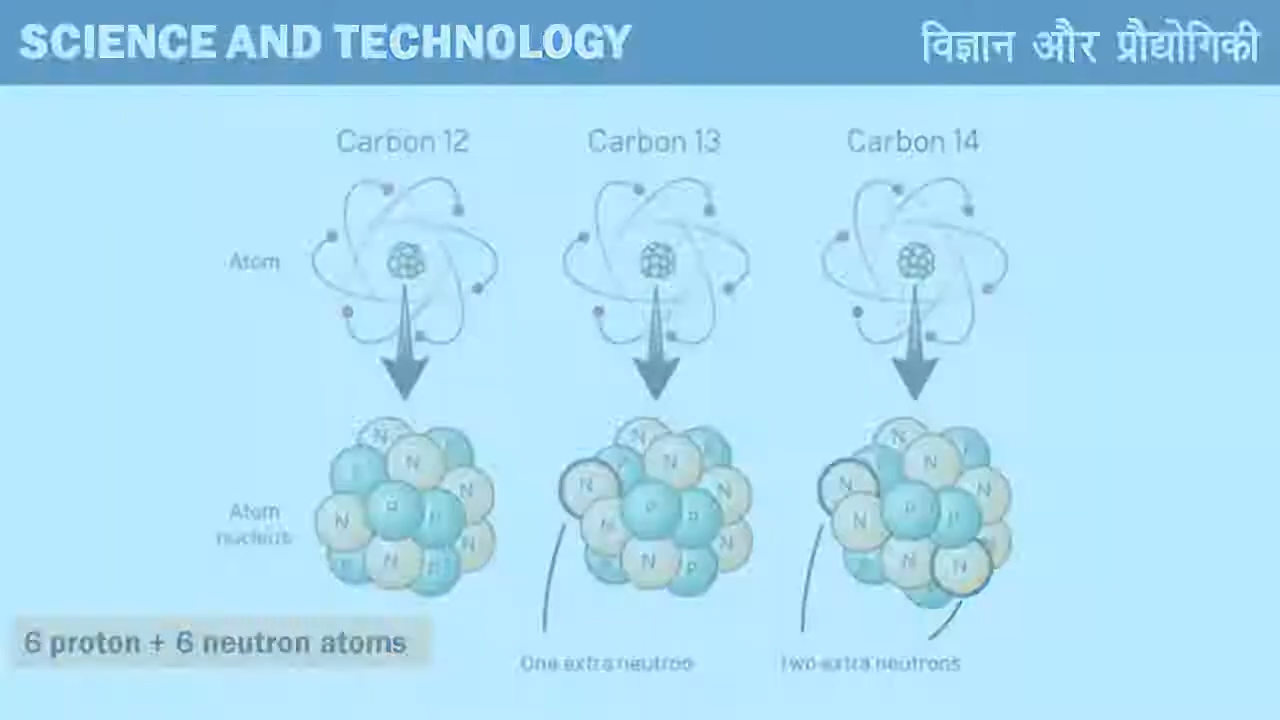 SCIENCE AND TECHNOLOGY
विज्ञान और प्रौद्योगिकी
Carbon 12
Carbon 13
Carbon 14
Atom
Atom
nucleus
N
N
N
N
N
N
P
P
P
N
N
N
N
N
P
P
P
N
N
N
N
N
N
N
P
P
6 proton + 6 neutron atoms
One extra neutron
Two extra neutrons